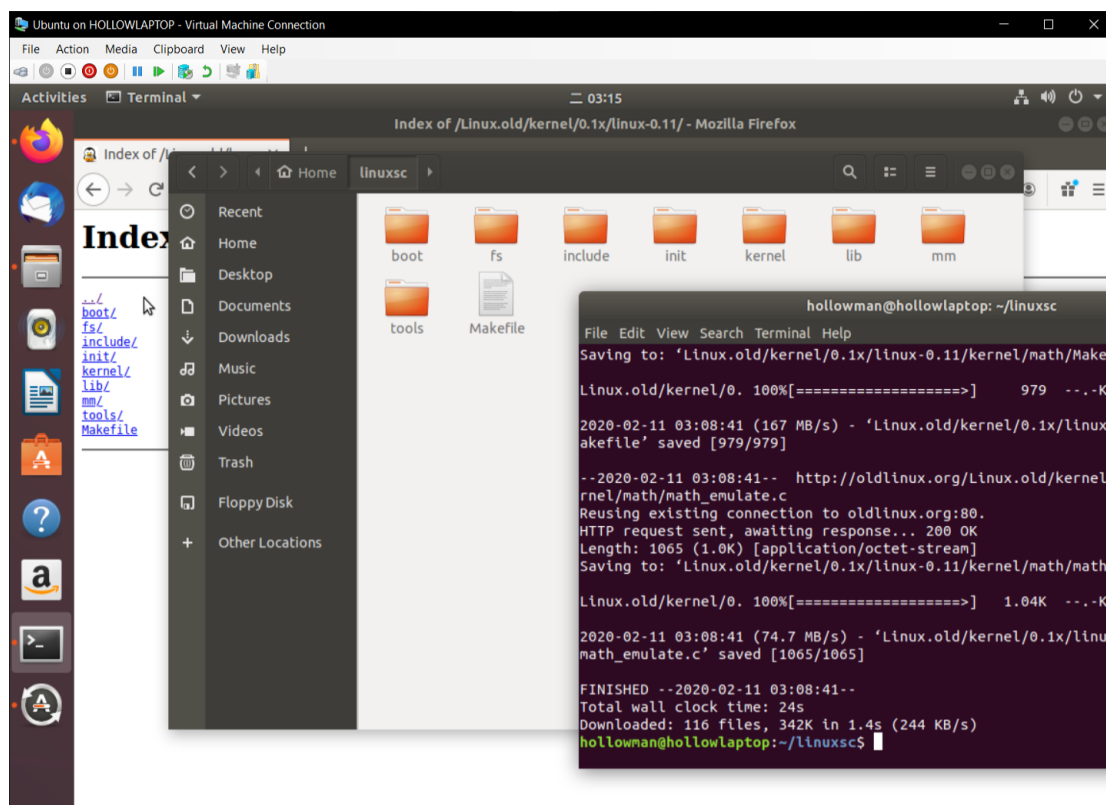 Ubuntu on HOLLOWLAPTOP - Virtual Machine Connection
File Action Media Clipboard View Help
Activities Terminal 二 03:15
Index of /Linux.old/kernel/0.1x/linux-0.11/ - Mozilla Firefox
Index of /L
Home linuxsc
Index
../
boot/
fs/
include/
init/
kernel/
lib/
mm/
tools/
Makefile
Recent
Home
Desktop
Documents
Downloads
Music
Pictures
Videos
Trash
Floppy Disk
+ Other Locations
boot fs include init kernel lib mm
tools Makefile
hollowman@hollowlaptop: ~/linuxsc
File Edit View Search Terminal Help
Saving to: ‘Linux.old/kernel/0.1x/linux-0.11/kernel/math/Make
Linux.old/kernel/0. 100%[===================>] 979 --.-K
2020-02-11 03:08:41 (167 MB/s) - ‘Linux.old/kernel/0.1x/linux
akefile’ saved [979/979]
--2020-02-11 03:08:41-- http://oldlinux.org/Linux.old/kernel
rnel/math/math_emulate.c
Reusing existing connection to oldlinux.org:80.
HTTP request sent, awaiting response... 200 OK
Length: 1065 (1.0K) [application/octet-stream]
Saving to: ‘Linux.old/kernel/0.1x/linux-0.11/kernel/math/math
Linux.old/kernel/0. 100%[===================>] 1.04K --.-K
2020-02-11 03:08:41 (74.7 MB/s) - ‘Linux.old/kernel/0.1x/linu
math_emulate.c’ saved [1065/1065]
FINISHED --2020-02-11 03:08:41--
Total wall clock time: 24s
Downloaded: 116 files, 342K in 1.4s (244 KB/s)
hollowman@hollowlaptop:~/linuxsc$